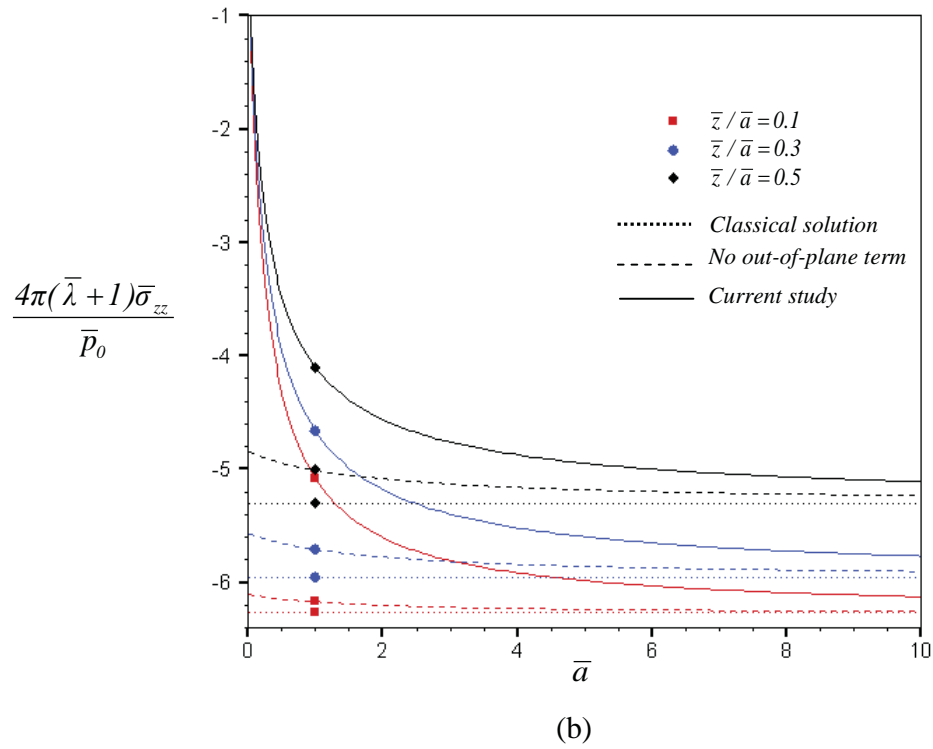 -1
-2
-3
-4
-5
-6
0 2 4 6 8 10
4π(λ̅+1)σ̅zz
p̅0
a̅
z̅ / a̅ = 0.1
z̅ / a̅ = 0.3
z̅ / a̅ = 0.5
Classical solution
No out-of-plane term
Current study
(b)